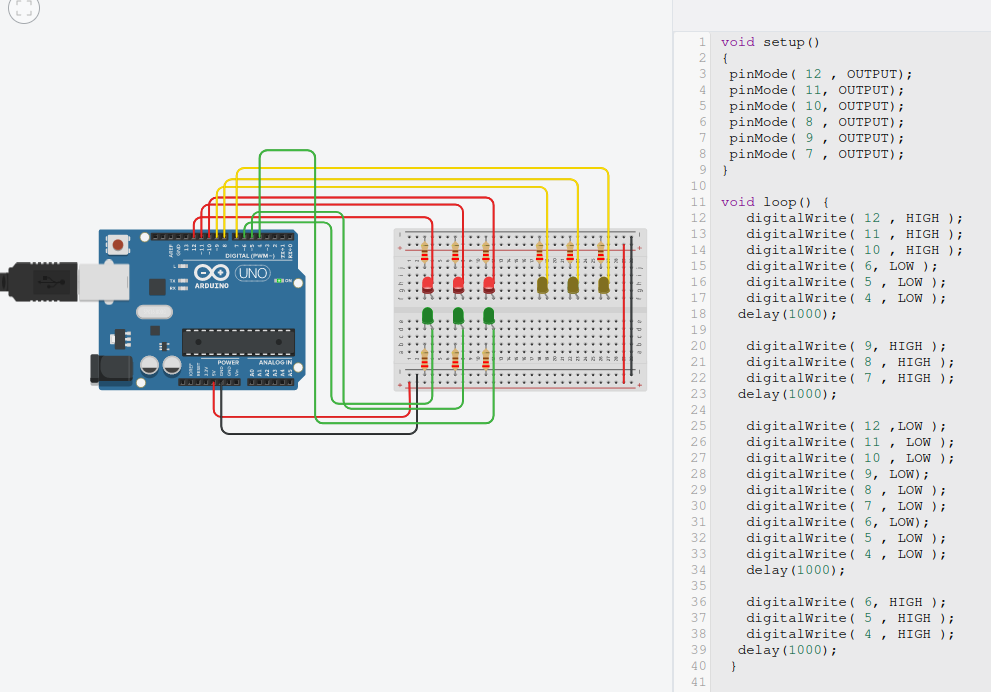 DIGITAL (PWM~)
UNO
ARDUINO
L
TX
RX
ON
POWER
ANALOG IN
1 void setup()
2 {
3 pinMode( 12 , OUTPUT);
4 pinMode( 11, OUTPUT);
5 pinMode( 10, OUTPUT);
6 pinMode( 8 , OUTPUT);
7 pinMode( 9 , OUTPUT);
8 pinMode( 7 , OUTPUT);
9 }
10
11 void loop() {
12 digitalWrite( 12 , HIGH );
13 digitalWrite( 11 , HIGH );
14 digitalWrite( 10 , HIGH );
15 digitalWrite( 6, LOW );
16 digitalWrite( 5 , LOW );
17 digitalWrite( 4 , LOW );
18 delay(1000);
19
20 digitalWrite( 9, HIGH );
21 digitalWrite( 8 , HIGH );
22 digitalWrite( 7 , HIGH );
23 delay(1000);
24
25 digitalWrite( 12 ,LOW );
26 digitalWrite( 11 , LOW );
27 digitalWrite( 10 , LOW );
28 digitalWrite( 9, LOW);
29 digitalWrite( 8 , LOW );
30 digitalWrite( 7 , LOW );
31 digitalWrite( 6, LOW);
32 digitalWrite( 5 , LOW );
33 digitalWrite( 4 , LOW );
34 delay(1000);
35
36 digitalWrite( 6, HIGH );
37 digitalWrite( 5 , HIGH );
38 digitalWrite( 4 , HIGH );
39 delay(1000);
40 }
41